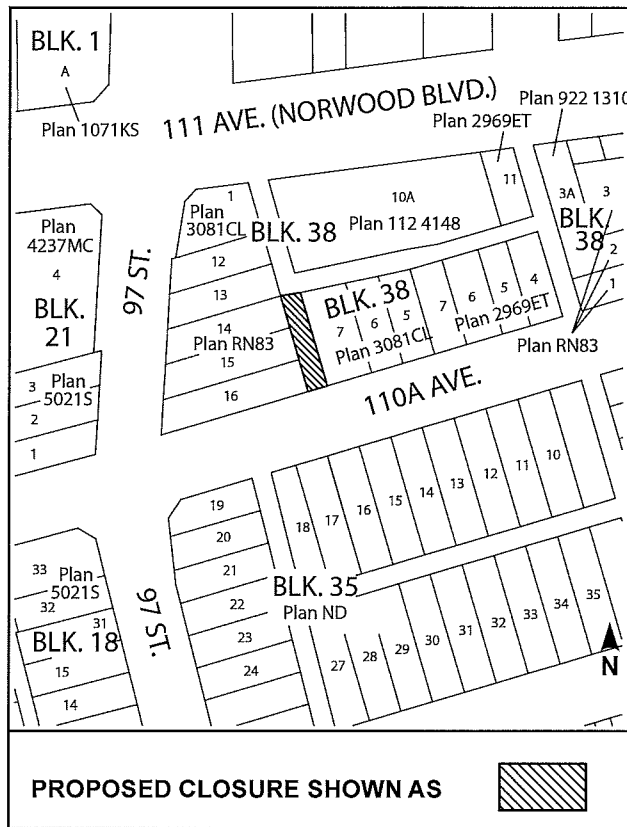 BLK. 1
A
Plan 1071KS
111 AVE. (NORWOOD BLVD.)
Plan 2969ET
Plan 922 1310
Plan
4237MC
4
BLK.
21
97 ST.
1
Plan
3081CL
BLK. 38
12
13
14
Plan RN83
15
16
10A
Plan 112 4148
11
3A
3
BLK.
38
2
1
Plan RN83
BLK. 38
7
6
5
Plan 3081CL
7
6
5
4
Plan 2969ET
3
Plan
5021S
2
1
110A AVE.
19
20
21
22
23
24
18
17
16
15
14
13
12
11
10
BLK. 35
Plan ND
27
28
29
30
31
32
33
34
35
33
Plan
5021S
32
31
BLK. 18
15
14
97 ST.
N
PROPOSED CLOSURE SHOWN AS